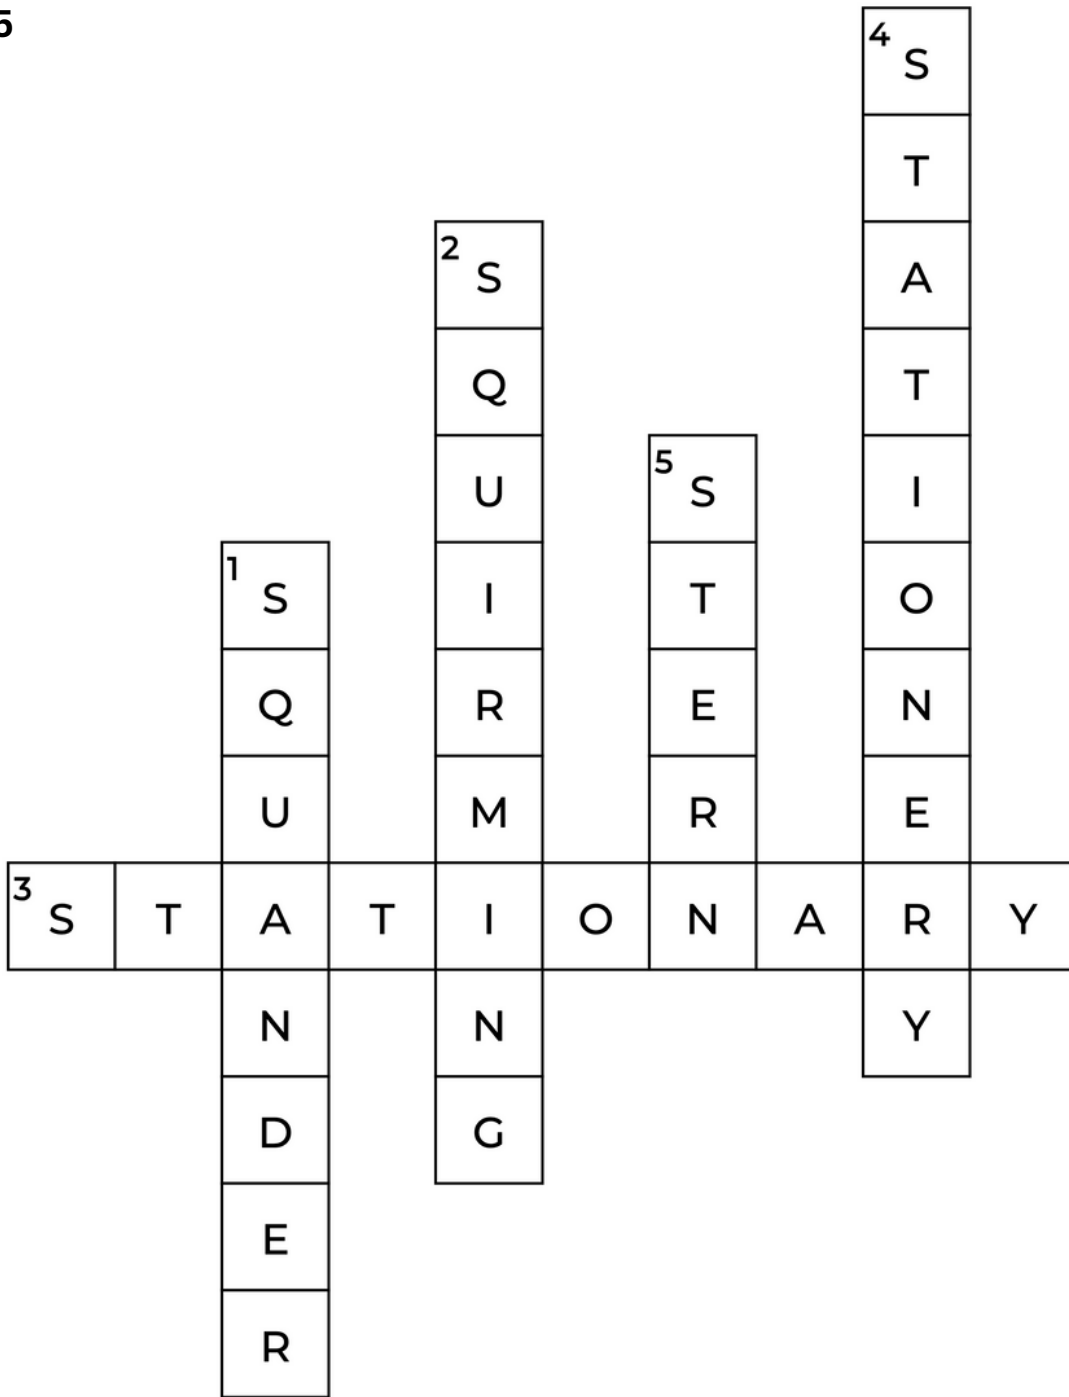 5
4 S
T
2 S A
Q T
U 5 S I
1 S I T O
Q R E N
U M R E
3 S T A T I O N A R Y
N N Y
D G
E
R